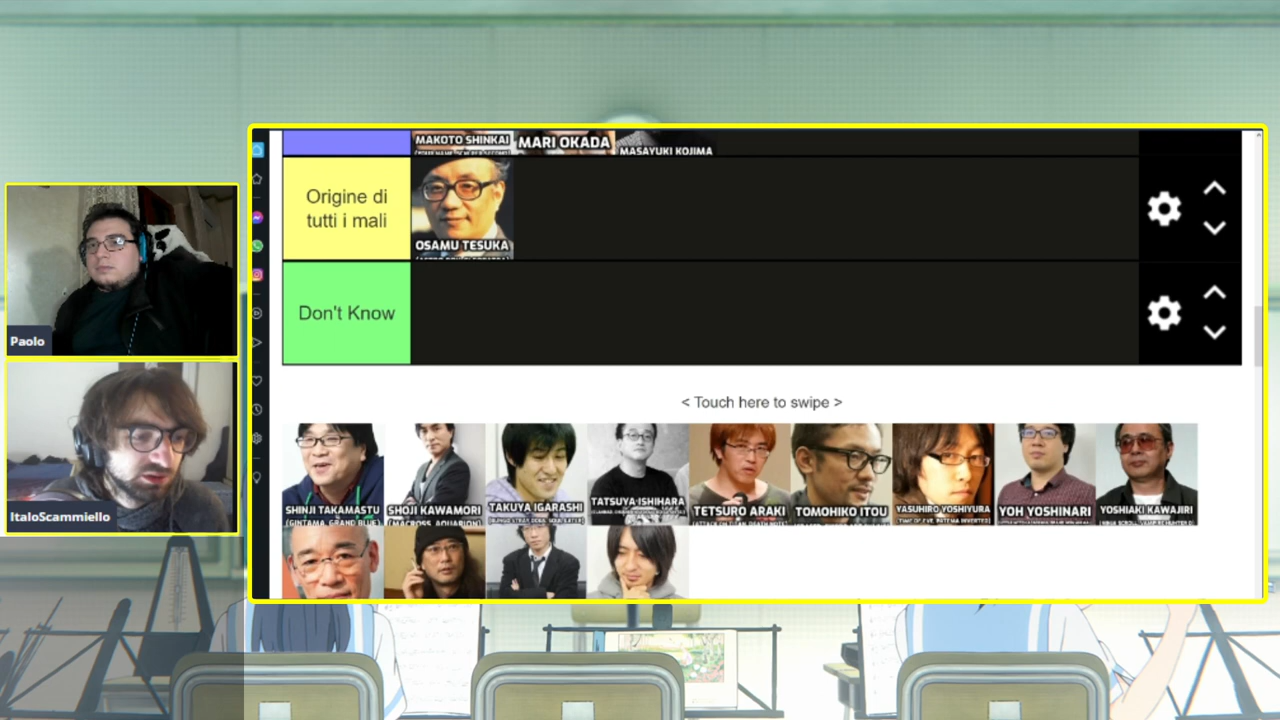 MAKOTO SHINKAI
MARI OKADA
MASAYUKI KOJIMA
Origine di
tutti i mali
OSAMU TESUKA
Don't Know
< Touch here to swipe >
SHINJI TAKAMASTU
(GINTAMA, GRAND BLUE)
SHOJI KAWAMORI
(MACROSS, AQUARION)
TAKUYA IGARASHI
TATSUYA ISHIHARA
TETSURO ARAKI
TOMOHIKO ITOU
YASUHIRO YOSHIURA
YOH YOSHINARI
YOSHIAKI KAWAJIRI
Paolo
ItaloScammiello